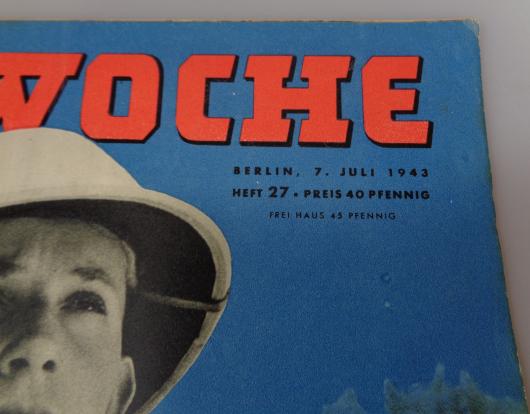 WOCHE
BERLIN, 7. JULI 1943
HEFT 27 • PREIS 40 PFENNIG
FREI HAUS 45 PFENNIG